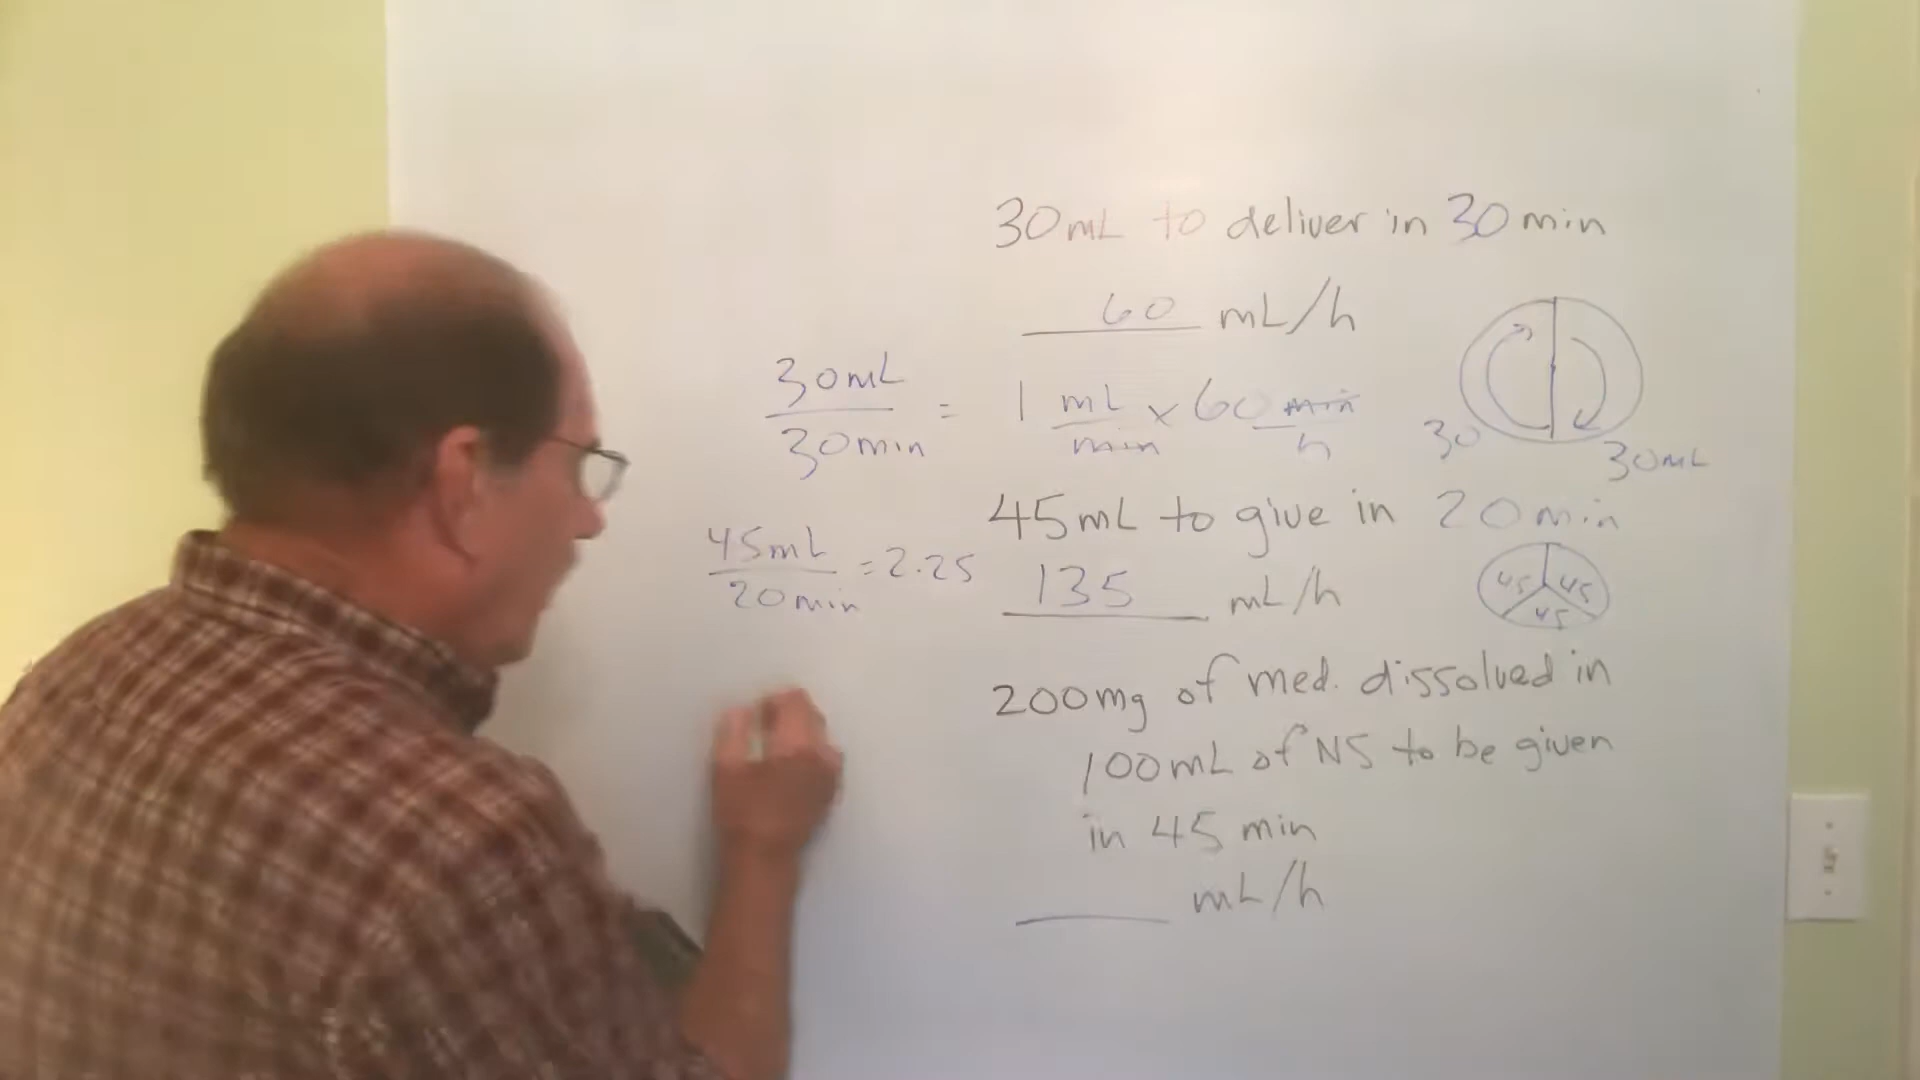 30mL to deliver in 30 min
60 mL/h
30mL
30min
= 1 mL/min x 60 min/h
30
30mL
45mL to give in 20 min
45mL
20min
= 2.25
135 mL/h
45 45
45
200mg of med. dissolved in
100mL of NS to be given
in 45 min
mL/h